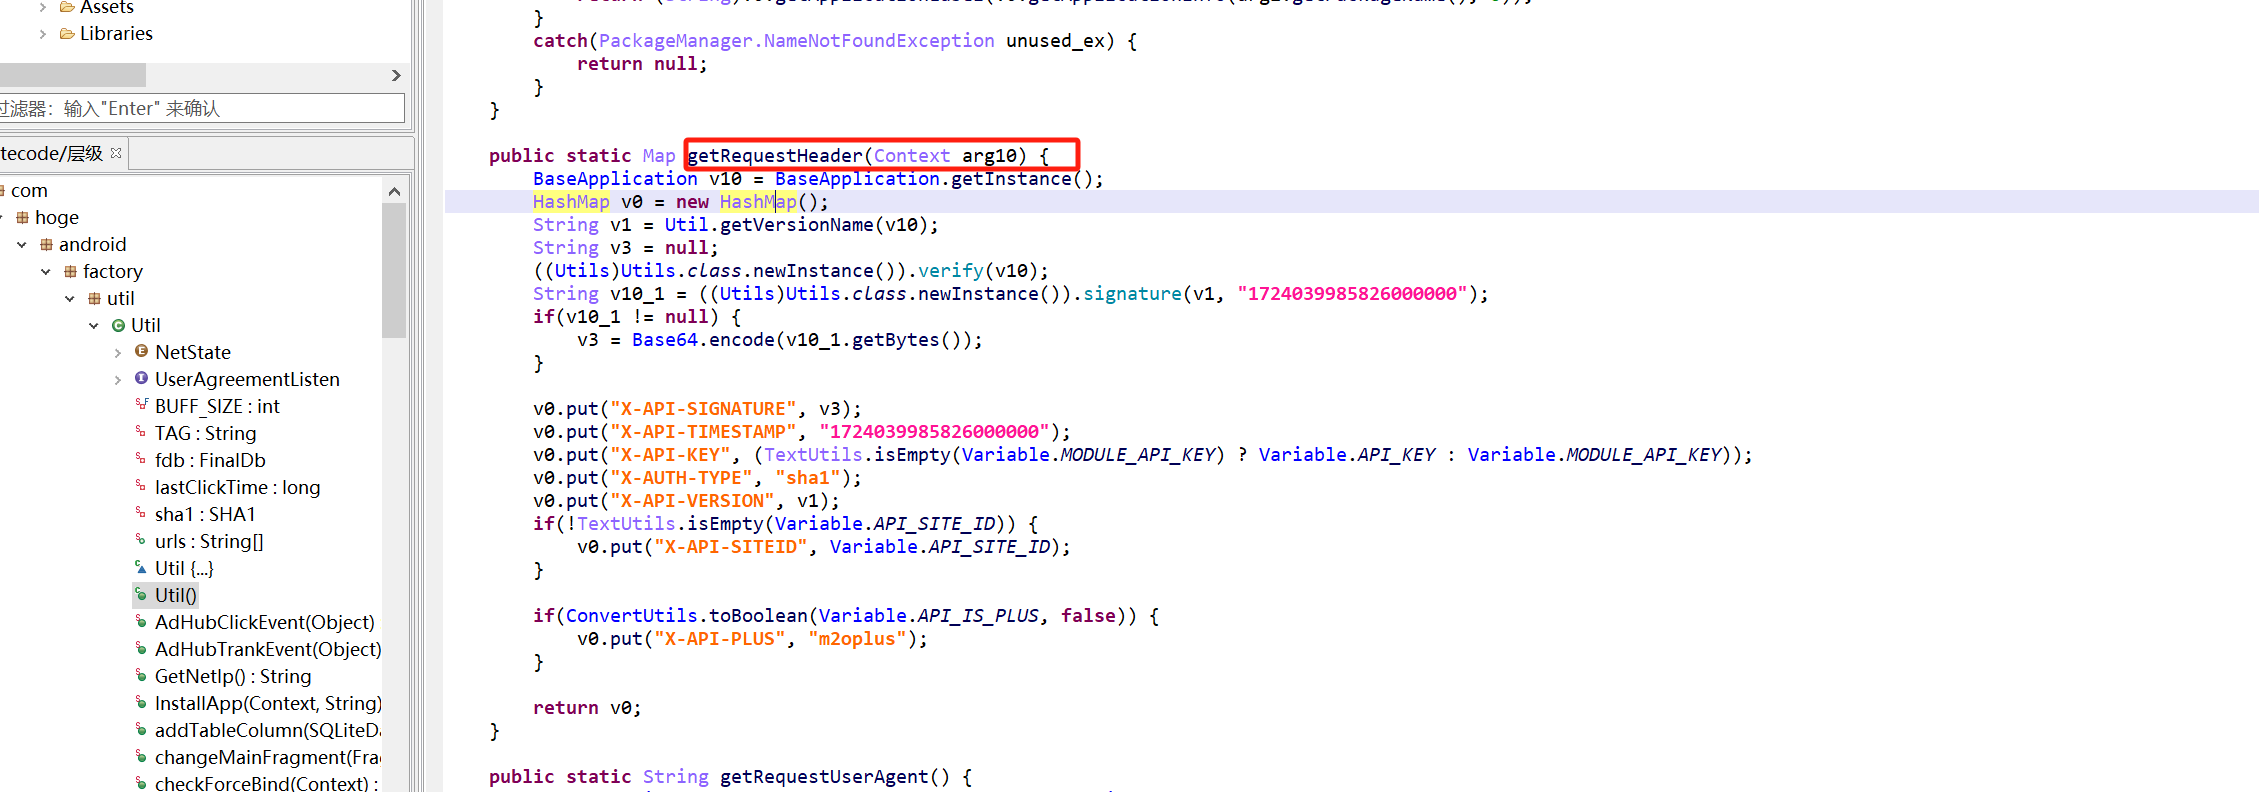 Assets
Libraries
过滤器：输入"Enter" 来确认
tecode/层级
com
hoge
android
factory
util
Util
NetState
UserAgreementListen
BUFF_SIZE : int
TAG : String
fdb : FinalDb
lastClickTime : long
sha1 : SHA1
urls : String[]
Util {...}
Util()
AdHubClickEvent(Object)
AdHubTrankEvent(Object)
GetNetIp() : String
InstallApp(Context, String)
addTableColumn(SQLiteDa
changeMainFragment(Frag
checkForceBind(Context) :
}
catch(PackageManager.NameNotFoundException unused_ex) {
return null;
}
}
public static Map getRequestHeader(Context arg10) {
BaseApplication v10 = BaseApplication.getInstance();
HashMap v0 = new HashMap();
String v1 = Util.getVersionName(v10);
String v3 = null;
((Utils)Utils.class.newInstance()).verify(v10);
String v10_1 = ((Utils)Utils.class.newInstance()).signature(v1, "1724039985826000000");
if(v10_1 != null) {
v3 = Base64.encode(v10_1.getBytes());
}
v0.put("X-API-SIGNATURE", v3);
v0.put("X-API-TIMESTAMP", "1724039985826000000");
v0.put("X-API-KEY", (TextUtils.isEmpty(Variable.MODULE_API_KEY) ? Variable.API_KEY : Variable.MODULE_API_KEY));
v0.put("X-AUTH-TYPE", "sha1");
v0.put("X-API-VERSION", v1);
if(!TextUtils.isEmpty(Variable.API_SITE_ID)) {
v0.put("X-API-SITEID", Variable.API_SITE_ID);
}
if(ConvertUtils.toBoolean(Variable.API_IS_PLUS, false)) {
v0.put("X-API-PLUS", "m2oplus");
}
return v0;
}
public static String getRequestUserAgent() {